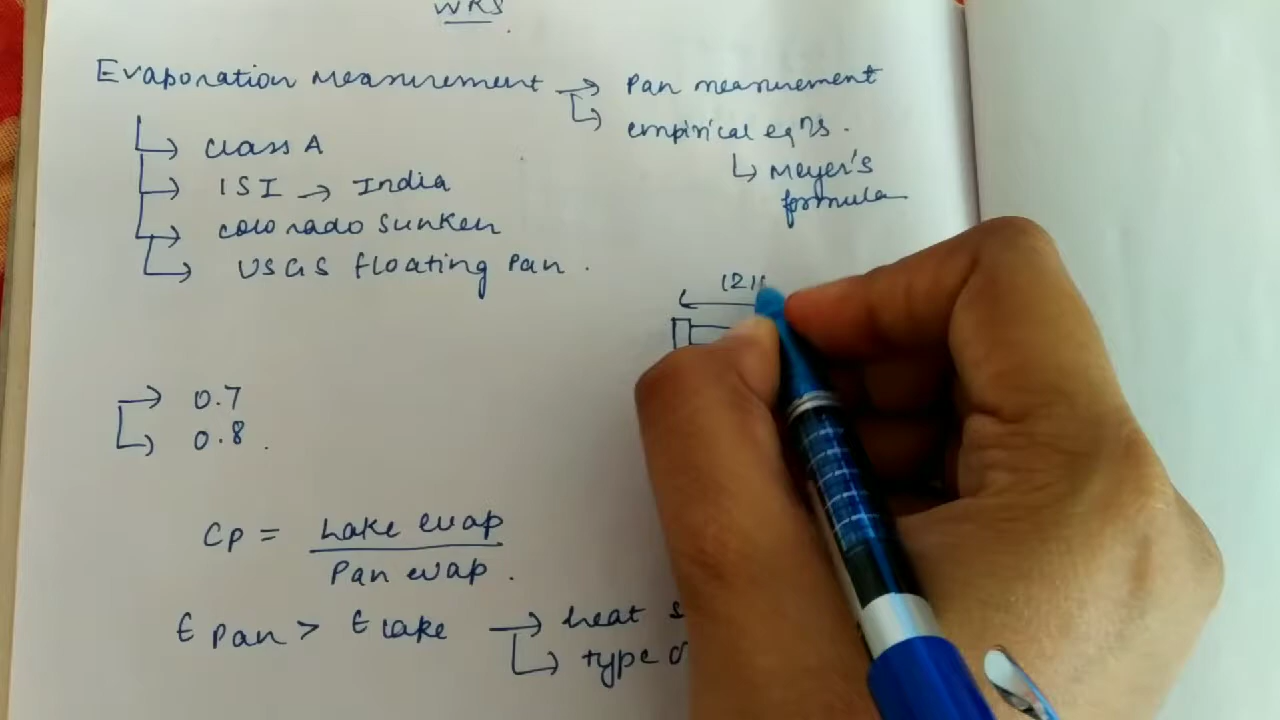 WRS
Evaporation Measurement → Pan measurement
↳ empirical eqns.
↳ Meyer's formula
↳ Class A
→ ISI → India
→ Colorado Sunken
↳ USGS floating Pan.
→ 0.7
↳ 0.8.
Cp = Lake evap / Pan evap.
E Pan > E Lake → heat
↳ type